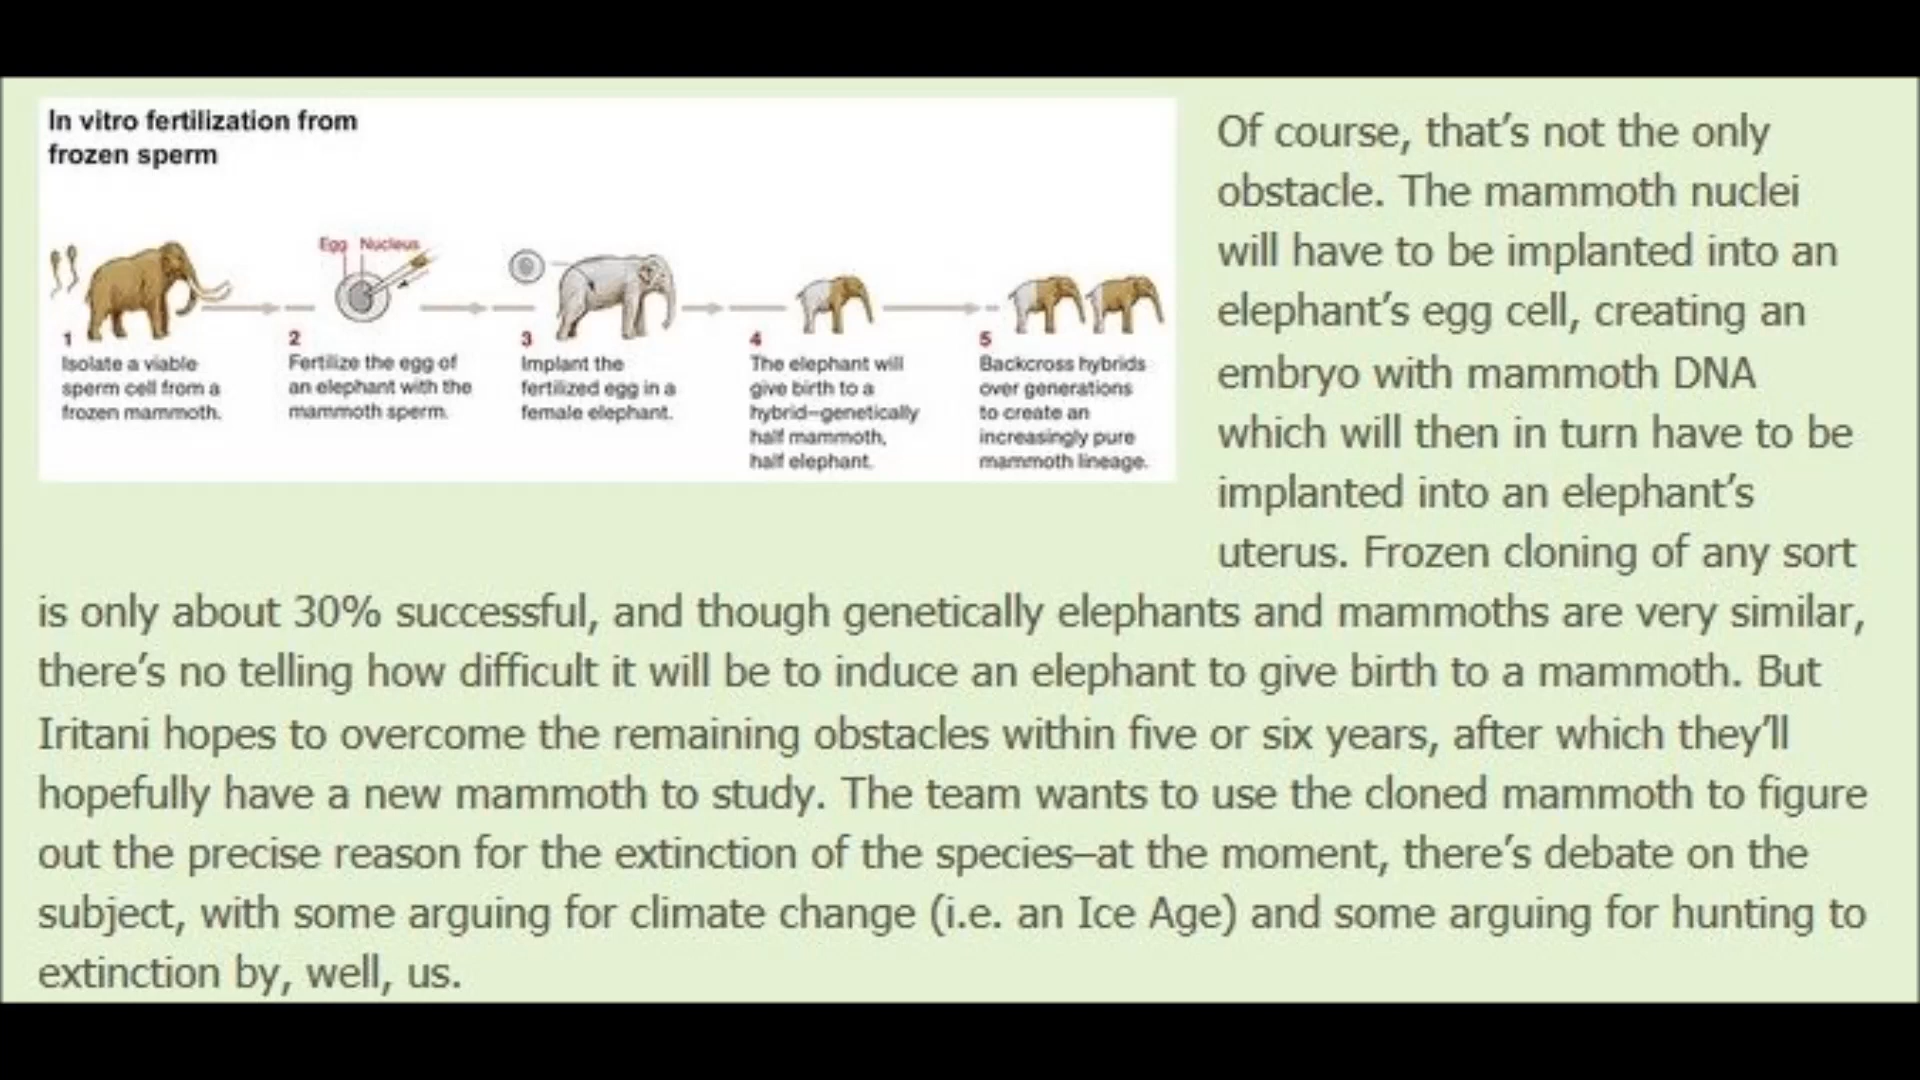 In vitro fertilization from
frozen sperm
Egg Nucleus
1
Isolate a viable
sperm cell from a
frozen mammoth.
2
Fertilize the egg of
an elephant with the
mammoth sperm.
3
Implant the
fertilized egg in a
female elephant.
4
The elephant will
give birth to a
hybrid—genetically
half mammoth,
half elephant.
5
Backcross hybrids
over generations
to create an
increasingly pure
mammoth lineage.
Of course, that's not the only
obstacle. The mammoth nuclei
will have to be implanted into an
elephant's egg cell, creating an
embryo with mammoth DNA
which will then in turn have to be
implanted into an elephant's
uterus. Frozen cloning of any sort
is only about 30% successful, and though genetically elephants and mammoths are very similar,
there's no telling how difficult it will be to induce an elephant to give birth to a mammoth. But
Iritani hopes to overcome the remaining obstacles within five or six years, after which they'll
hopefully have a new mammoth to study. The team wants to use the cloned mammoth to figure
out the precise reason for the extinction of the species—at the moment, there's debate on the
subject, with some arguing for climate change (i.e. an Ice Age) and some arguing for hunting to
extinction by, well, us.